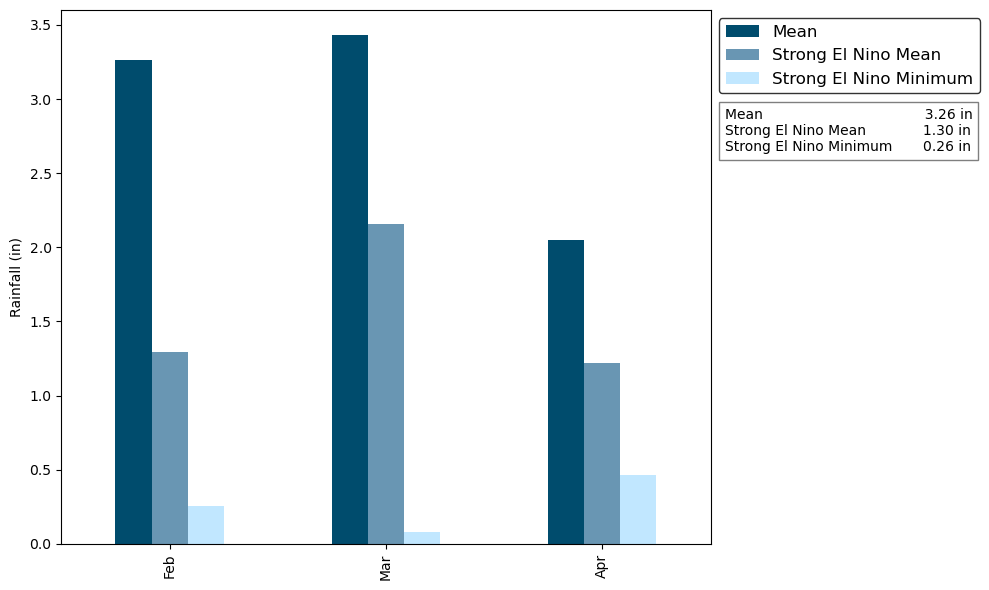 Rainfall (in)
3.5
3.0
2.5
2.0
1.5
1.0
0.5
0.0
Feb
Mar
Apr
Mean
Strong El Nino Mean
Strong El Nino Minimum
Mean 3.26 in
Strong El Nino Mean 1.30 in
Strong El Nino Minimum 0.26 in